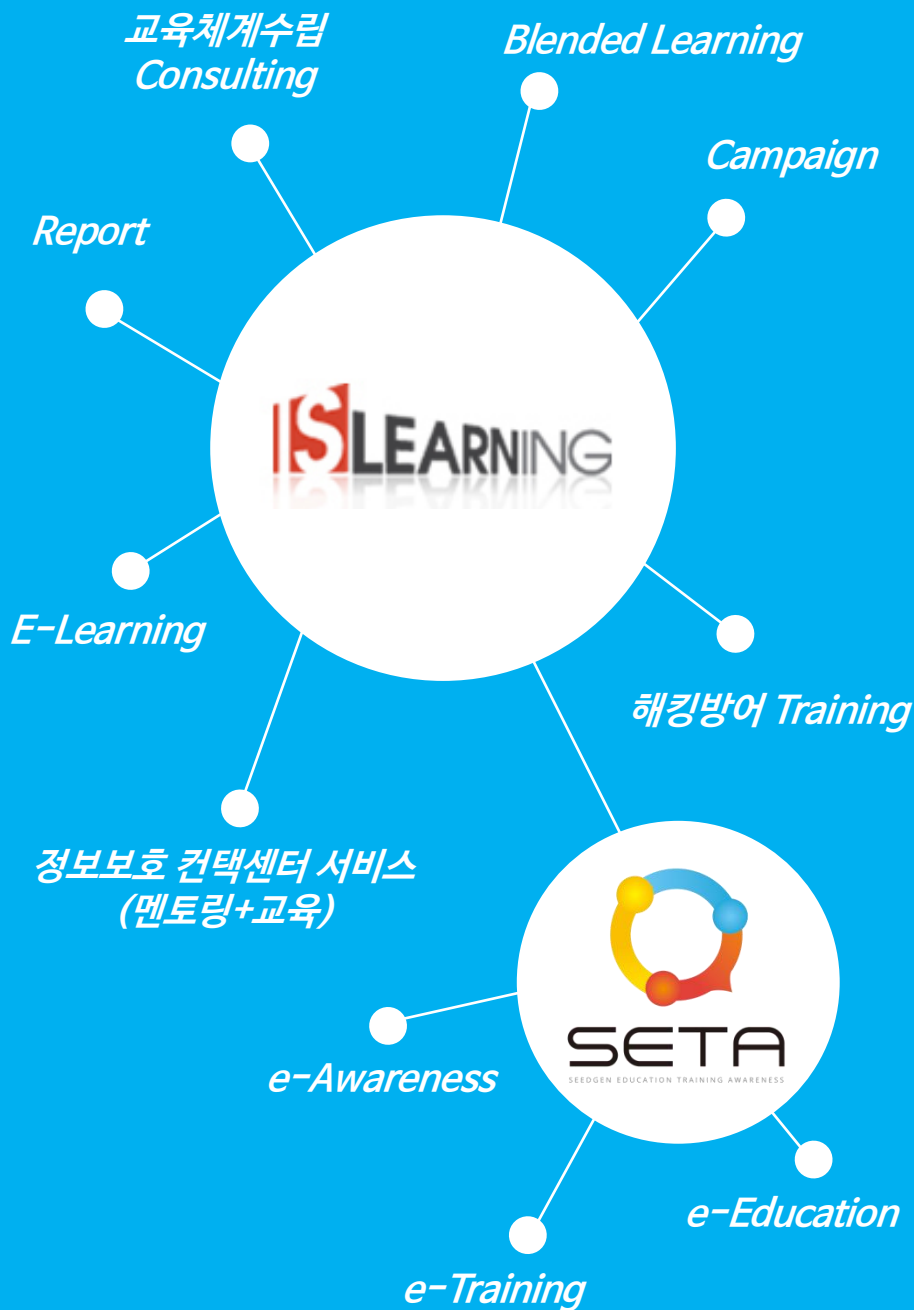 교육체계수립
Consulting
Blended Learning
Campaign
Report
ISLEARNING
E-Learning
해킹방어 Training
정보보호 컨택센터 서비스
(멘토링+교육)
SETA
SEEDGEN EDUCATION TRAINING AWARENESS
e-Awareness
e-Education
e-Training